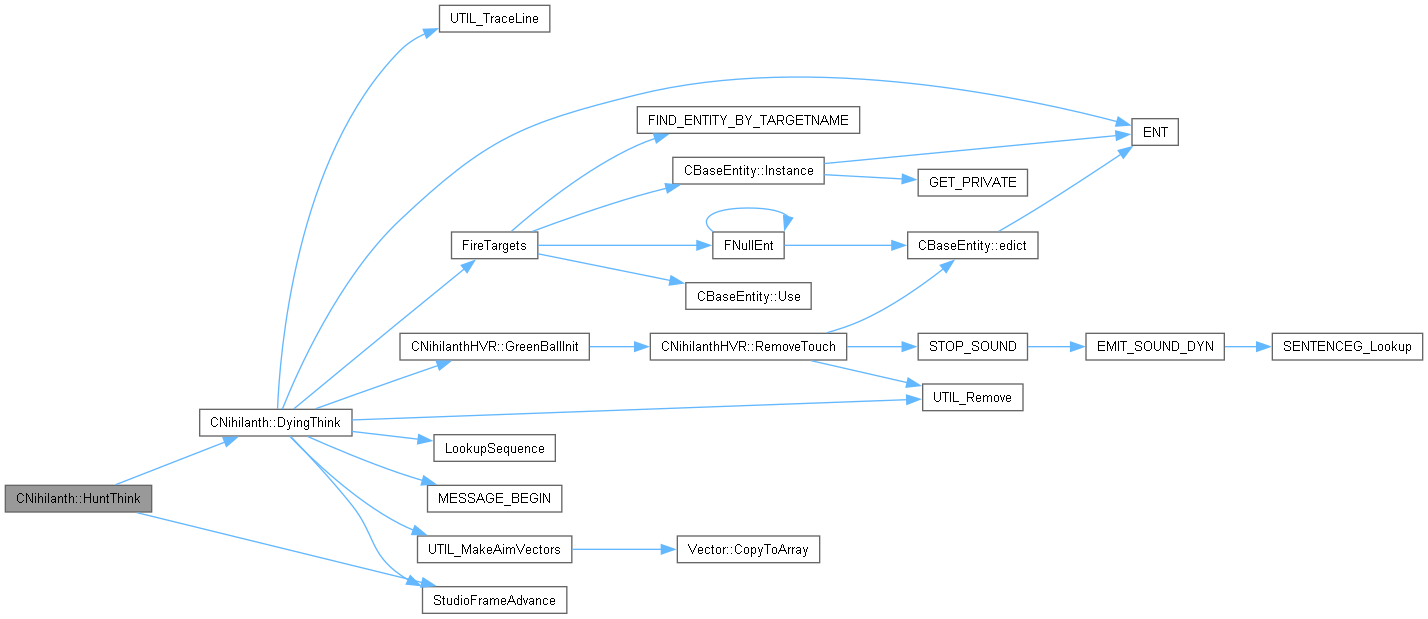 UTIL_TraceLine
FIND_ENTITY_BY_TARGETNAME
ENT
CBaseEntity::Instance
GET_PRIVATE
FireTargets
FNullEnt
CBaseEntity::edict
CBaseEntity::Use
CNihilanthHVR::GreenBallInit
CNihilanthHVR::RemoveTouch
STOP_SOUND
EMIT_SOUND_DYN
SENTENCEG_Lookup
UTIL_Remove
CNihilanth::DyingThink
LookupSequence
CNihilanth::HuntThink
MESSAGE_BEGIN
UTIL_MakeAimVectors
Vector::CopyToArray
StudioFrameAdvance